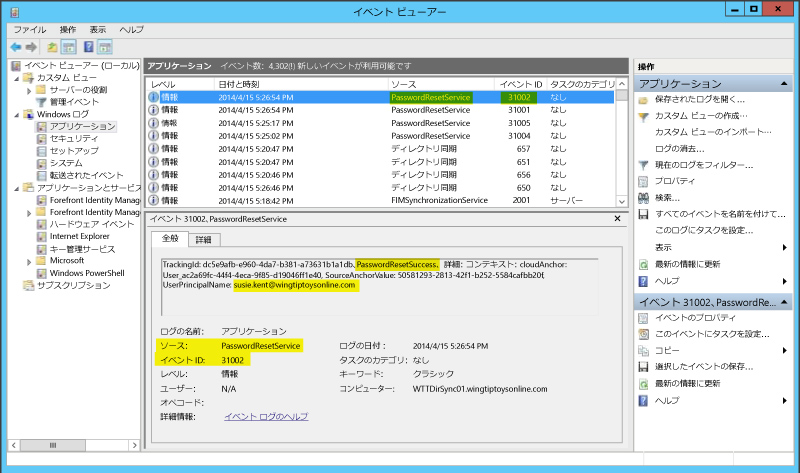 イベント ビューアー
ファイル 操作 表示 ヘルプ
イベント ビューアー (ローカル)
カスタム ビュー
サーバーの役割
管理イベント
Windows ログ
アプリケーション
セキュリティ
セットアップ
システム
転送されたイベント
アプリケーションとサービス
Forefront Identity Manag
Forefront Identity Manag
ハードウェア イベント
Internet Explorer
キー管理サービス
Microsoft
Windows PowerShell
サブスクリプション
アプリケーション イベント数: 4,302(!) 新しいイベントが利用可能です
レベル 日付と時刻 ソース イベント ID タスクのカテゴリ
情報 2014/4/15 5:26:54 PM PasswordResetService 31002 なし
情報 2014/4/15 5:26:54 PM PasswordResetService 31001 なし
情報 2014/4/15 5:25:17 PM PasswordResetService 31005 なし
情報 2014/4/15 5:25:02 PM PasswordResetService 31004 なし
情報 2014/4/15 5:20:47 PM ディレクトリ同期 657 なし
情報 2014/4/15 5:20:47 PM ディレクトリ同期 651 なし
情報 2014/4/15 5:20:47 PM ディレクトリ同期 656 なし
情報 2014/4/15 5:20:46 PM ディレクトリ同期 650 なし
情報 2014/4/15 5:18:42 PM FIMSynchronizationService 2001 サーバー
イベント 31002、PasswordResetService
全般 詳細
TrackingId: dc5e9afb-e960-4da7-b381-a73631b1a1db、PasswordResetSuccess. 詳細: コンテキスト: cloudAnchor:
User_ac2a69fc-44f4-4eca-9f85-d19046ff1e40, SourceAnchorValue: 50581293-2813-42f1-b252-5584cafbb20f,
UserPrincipalName: susie.kent@wingtiptoysonline.com
ログの名前: アプリケーション
ソース: PasswordResetService ログの日付: 2014/4/15 5:26:54 PM
イベント ID: 31002 タスクのカテゴリ: なし
レベル: 情報 キーワード: クラシック
ユーザー: N/A コンピューター: WTTDirSync01.wingtiptoysonline.com
オペコード:
詳細情報: イベント ログのヘルプ
操作
アプリケーション
保存されたログを開く...
カスタム ビューの作成...
カスタム ビューのインポート...
ログの消去...
現在のログをフィルター...
プロパティ
検索...
すべてのイベントを名前を付けて...
このログにタスクを設定...
表示
最新の情報に更新
ヘルプ
イベント 31002、PasswordRe...
イベントのプロパティ
このイベントにタスクを設定...
コピー
選択したイベントの保存...
最新の情報に更新
ヘルプ